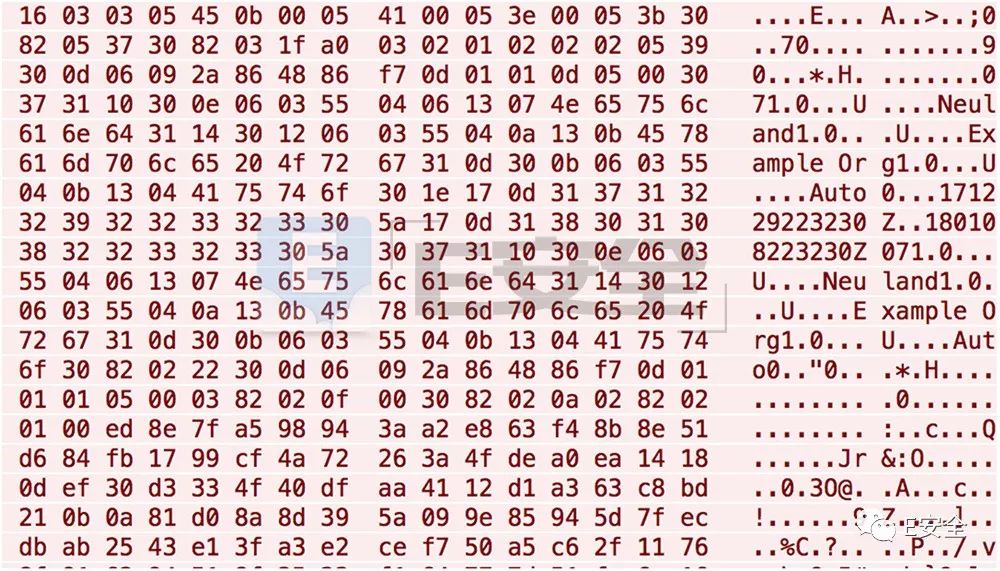 16 03 03 05 45 0b 00 05 41 00 05 3e 00 05 3b 30 ....E... A..>..;0
82 05 37 30 82 03 1f a0 03 02 01 02 02 02 05 39 ..70.... .......9
30 0d 06 09 2a 86 48 86 f7 0d 01 01 0d 05 00 30 0...*.H. .......0
37 31 10 30 0e 06 03 55 04 06 13 07 4e 65 75 6c 71.0...U ....Neul
61 6e 64 31 14 30 12 06 03 55 04 0a 13 0b 45 78 and1.0.. .U....Ex
61 6d 70 6c 65 20 4f 72 67 31 0d 30 0b 06 03 55 ample Or g1.0...U
04 0b 13 04 41 75 74 6f 30 1e 17 0d 31 37 31 32 ....Auto 0...1712
32 39 32 32 33 32 33 30 5a 17 0d 31 38 30 31 30 29223230 Z..18010
38 32 32 33 32 33 30 5a 30 37 31 10 30 0e 06 03 8223230Z 071.0...
55 04 06 13 07 4e 65 75 6c 61 6e 64 31 14 30 12 U....Neu land1.0.
06 03 55 04 0a 13 0b 45 78 61 6d 70 6c 65 20 4f ..U....E xample O
72 67 31 0d 30 0b 06 03 55 04 0b 13 04 41 75 74 rg1.0... U....Aut
6f 30 82 02 22 30 0d 06 09 2a 86 48 86 f7 0d 01 o0.."0.. .*.H....
01 01 05 00 03 82 02 0f 00 30 82 02 0a 02 82 02 ........ .0......
01 00 ed 8e 7f a5 98 94 3a a2 e8 63 f4 8b 8e 51 ........ :..c...Q
d6 84 fb 17 99 cf 4a 72 26 3a 4f de a0 ea 14 18 ......Jr &:O.....
0d ef 30 d3 33 4f 40 df aa 41 12 d1 a3 63 c8 bd ..0.3O@. .A...c..
21 0b 0a 81 d0 8a 8d 39 5a 09 9e 85 94 5d 7f ec
db ab 25 43 e1 3f a3 e2 ce f7 50 a5 c6 2f 11 76 ..%C.?.. ..P../.v
E安全
E安全